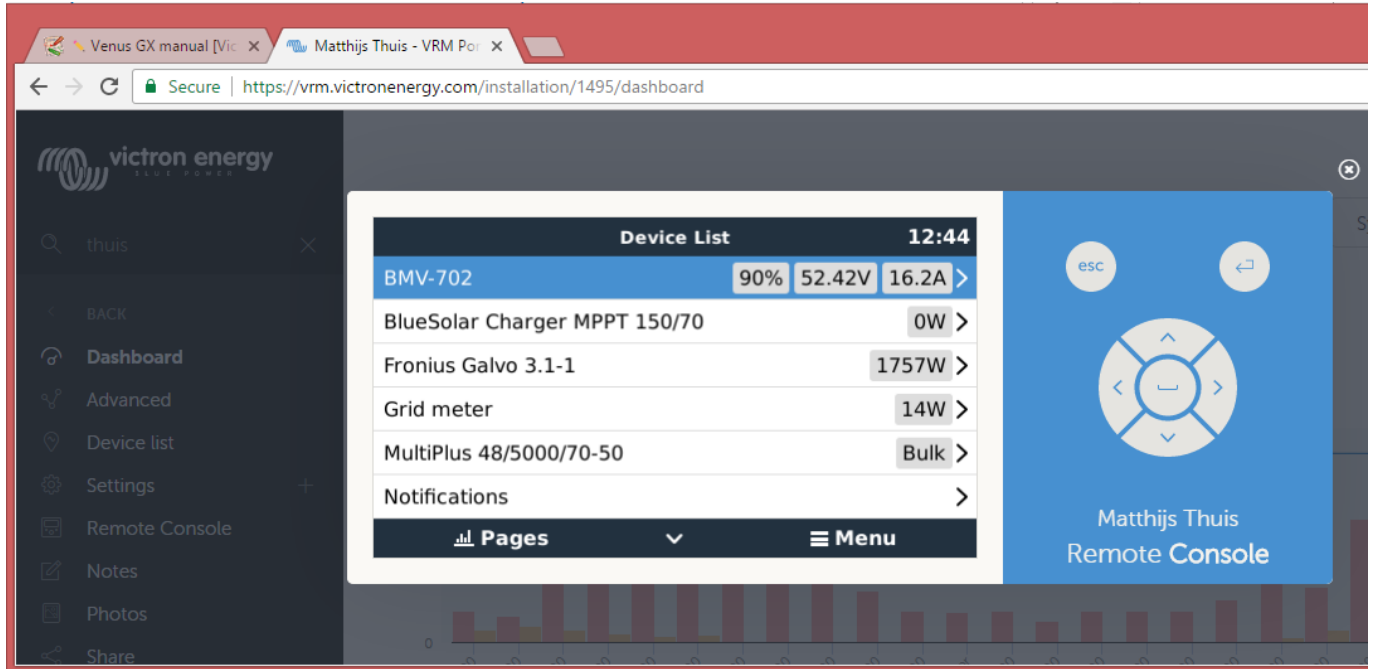 Venus GX manual [Vic
Matthijs Thuis - VRM Por
Secure https://vrm.victronenergy.com/installation/1495/dashboard
victron energy
BLUE POWER
thuis
BACK
Dashboard
Advanced
Device list
Settings
Remote Console
Notes
Photos
Share
Device List 12:44
BMV-702 90% 52.42V 16.2A
BlueSolar Charger MPPT 150/70 0W
Fronius Galvo 3.1-1 1757W
Grid meter 14W
MultiPlus 48/5000/70-50 Bulk
Notifications
Pages Menu
esc
Matthijs Thuis
Remote Console
0